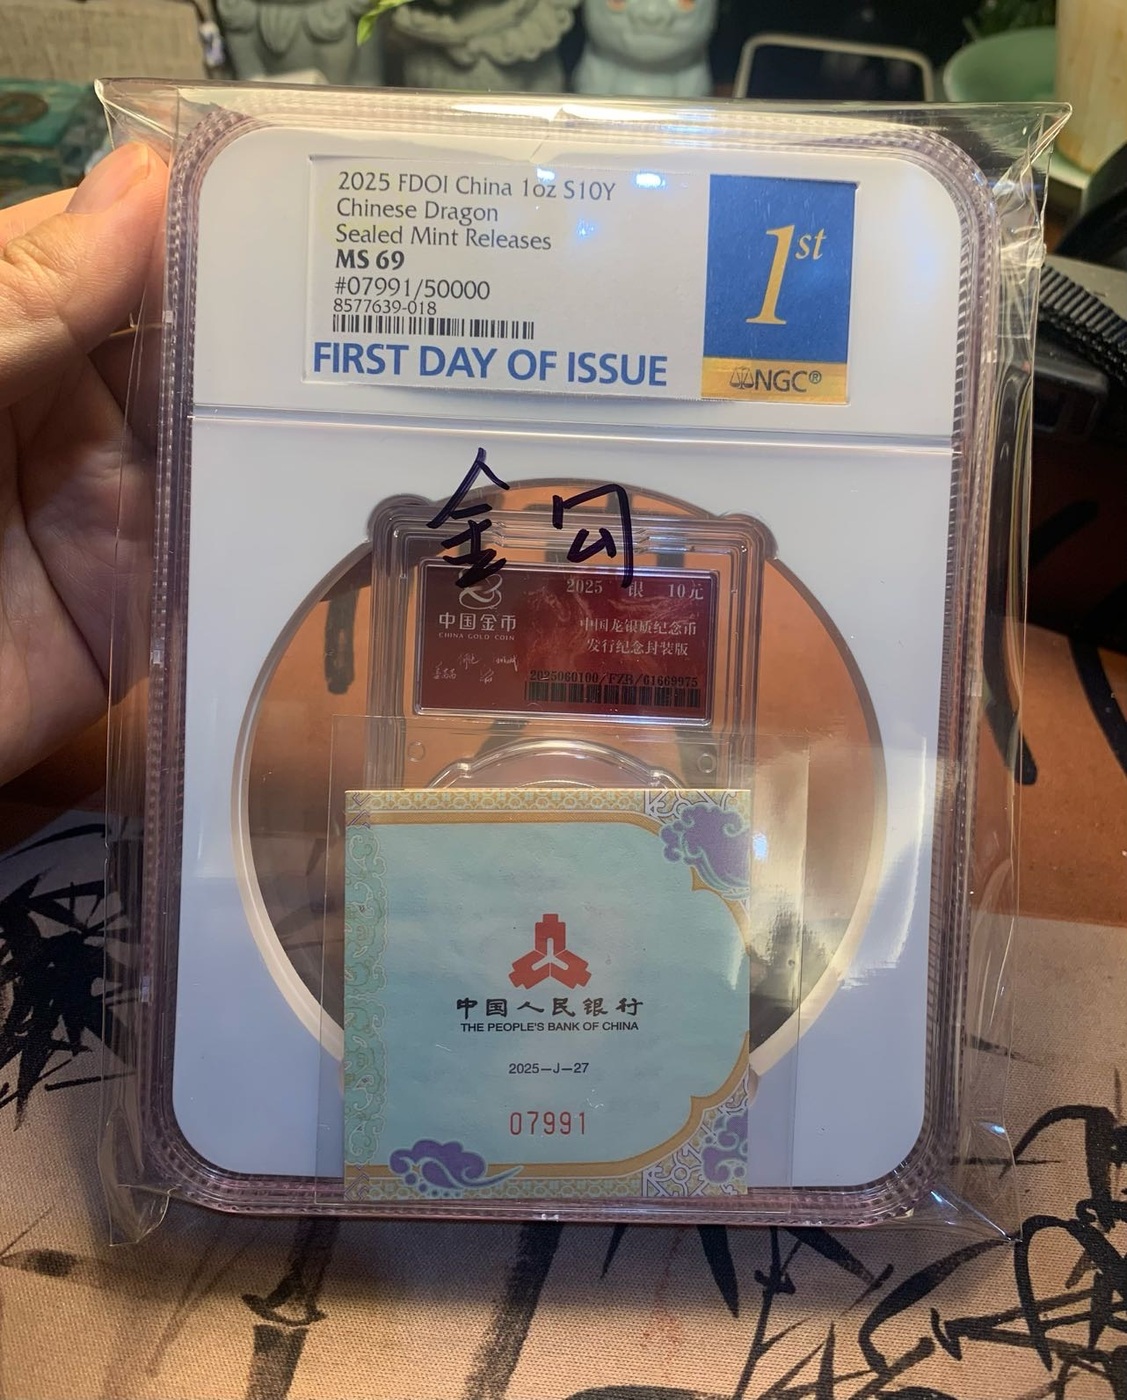 2025 FDOI China 1oz S10Y
Chinese Dragon
Sealed Mint Releases
MS 69
#07991/50000
8577639-018
FIRST DAY OF ISSUE
1st
NGC®
金
中国金币
CHINA GOLD COIN
2025 银 10元
中国龙银质纪念币
发行纪念封装版
2025060100/FZR/61669975
中国人民银行
THE PEOPLE'S BANK OF CHINA
2025—J—27
07991